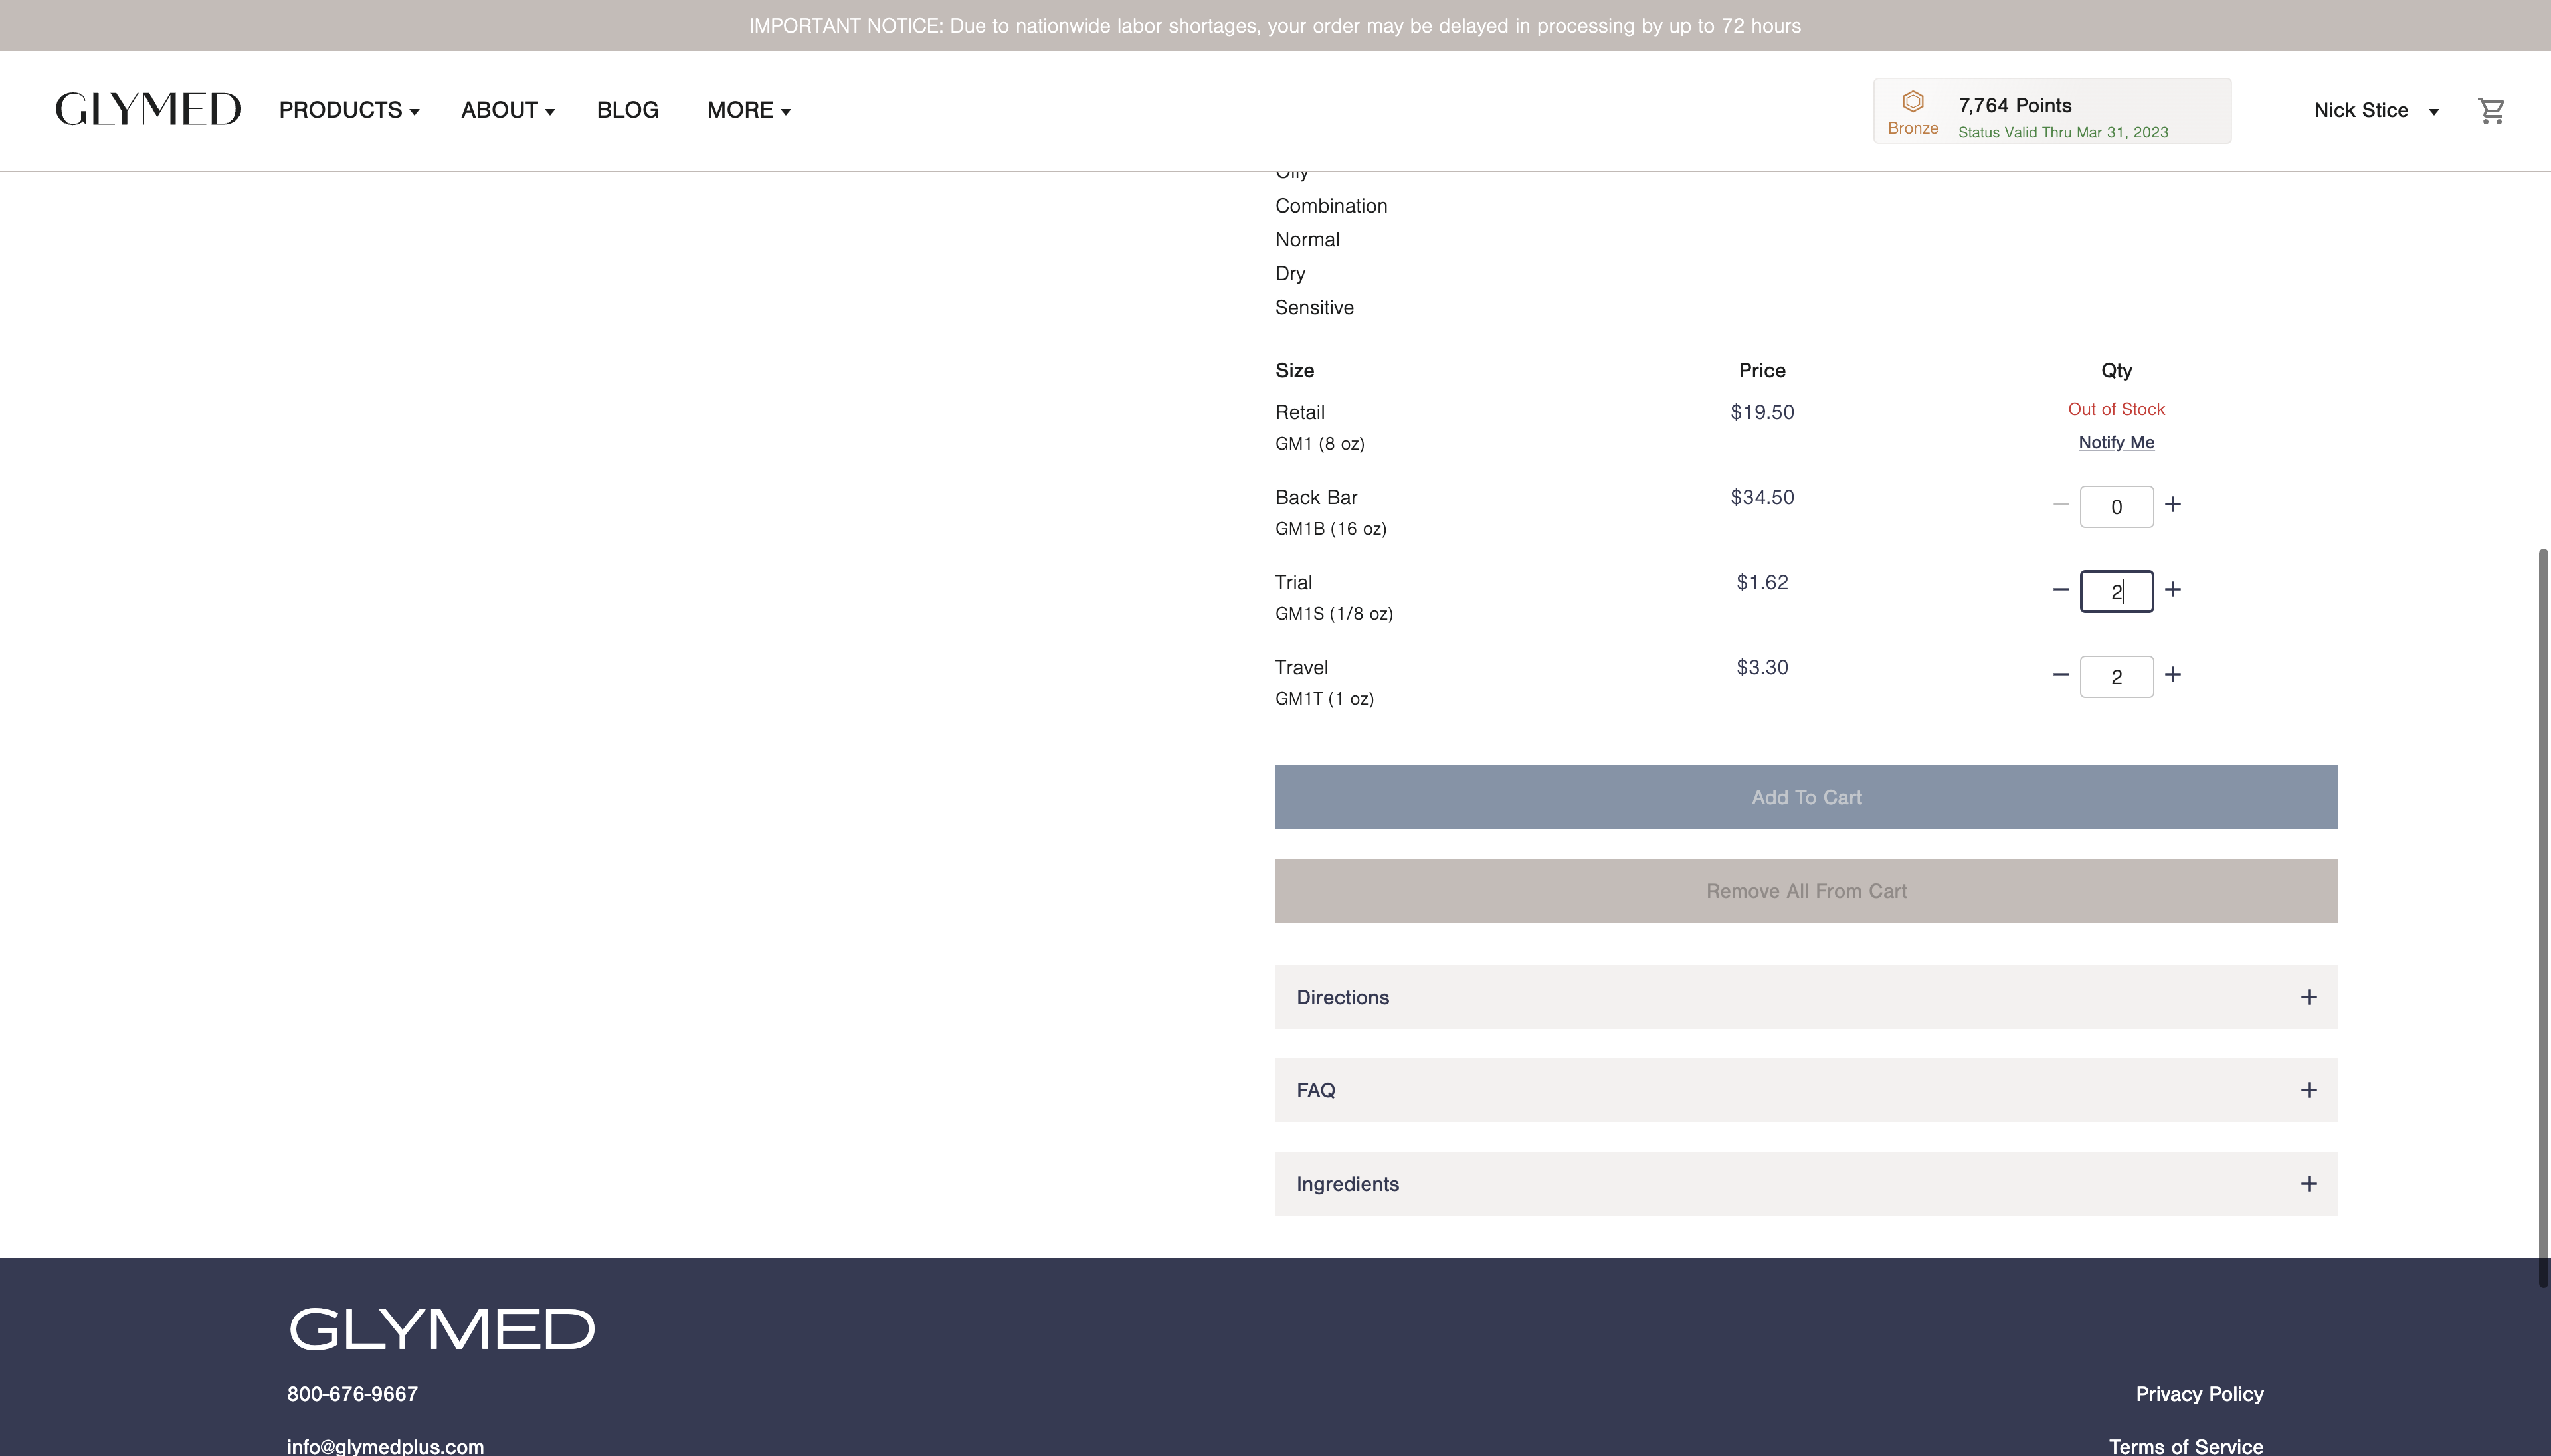 IMPORTANT NOTICE: Due to nationwide labor shortages, your order may be delayed in processing by up to 72 hours
GLYMED PRODUCTS ABOUT BLOG MORE
Bronze
7,764 Points
Status Valid Thru Mar 31, 2023
Nick Stice
Oily
Combination
Normal
Dry
Sensitive
Size Price Qty
Retail $19.50 Out of Stock
GM1 (8 oz) Notify Me
Back Bar $34.50 0
GM1B (16 oz)
Trial $1.62 2
GM1S (1/8 oz)
Travel $3.30 2
GM1T (1 oz)
Add To Cart
Remove All From Cart
Directions
FAQ
Ingredients
GLYMED
800-676-9667 Privacy Policy
info@glymedplus.com Terms of Service